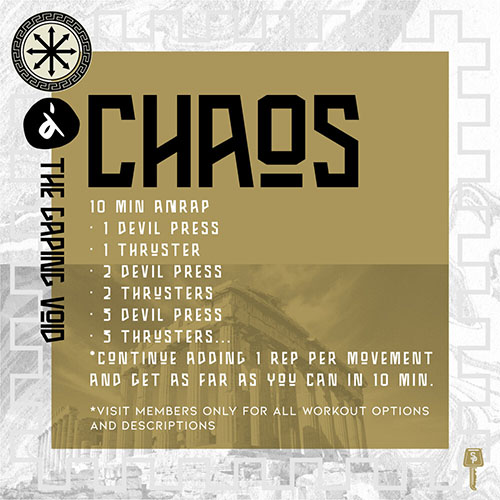 CHAOS
10 MIN AMRAP
· 1 DEVIL PRESS
· 1 THRUSTER
· 2 DEVIL PRESS
· 2 THRUSTERS
· 3 DEVIL PRESS
· 3 THRUSTERS...
*CONTINUE ADDING 1 REP PER MOVEMENT
AND GET AS FAR AS YOU CAN IN 10 MIN.
*VISIT MEMBERS ONLY FOR ALL WORKOUT OPTIONS
AND DESCRIPTIONS
THE GAPING VOID